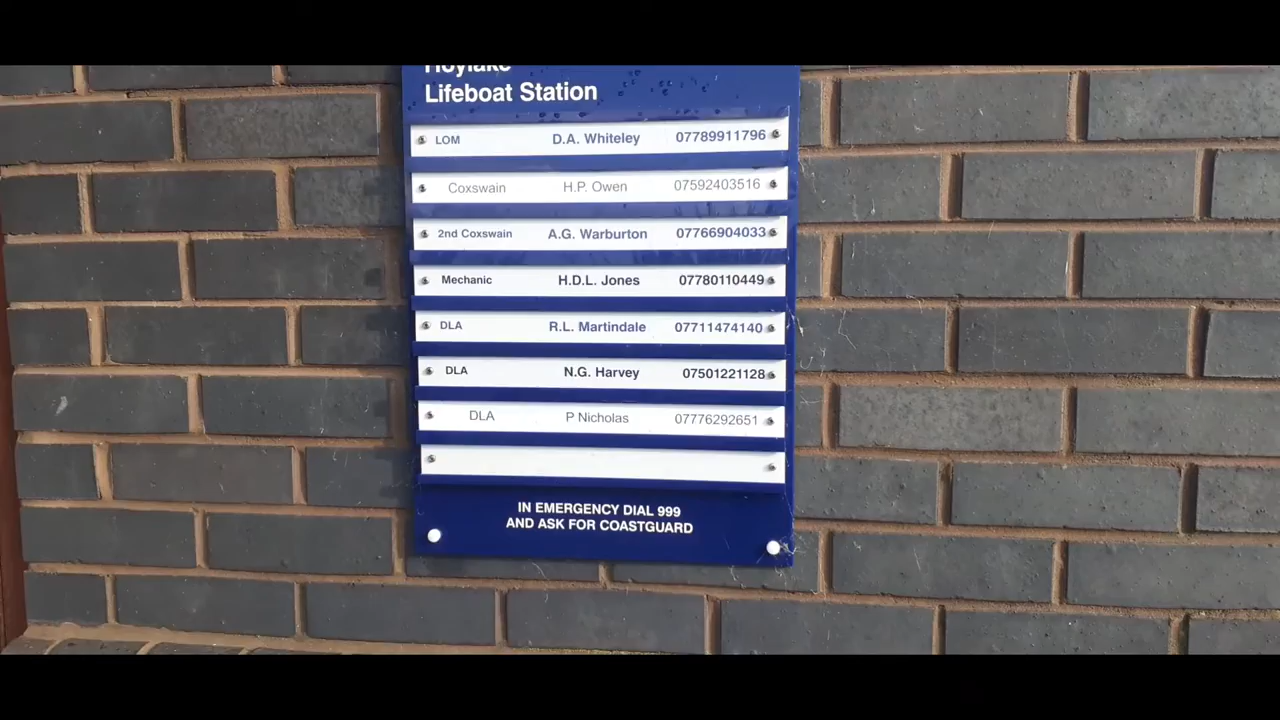 Hoylake
Lifeboat Station
LOM D.A. Whiteley 07789911796
Coxswain H.P. Owen 07592403516
2nd Coxswain A.G. Warburton 07766904033
Mechanic H.D.L. Jones 07780110449
DLA R.L. Martindale 07711474140
DLA N.G. Harvey 07501221128
DLA P Nicholas 07776292651
IN EMERGENCY DIAL 999
AND ASK FOR COASTGUARD